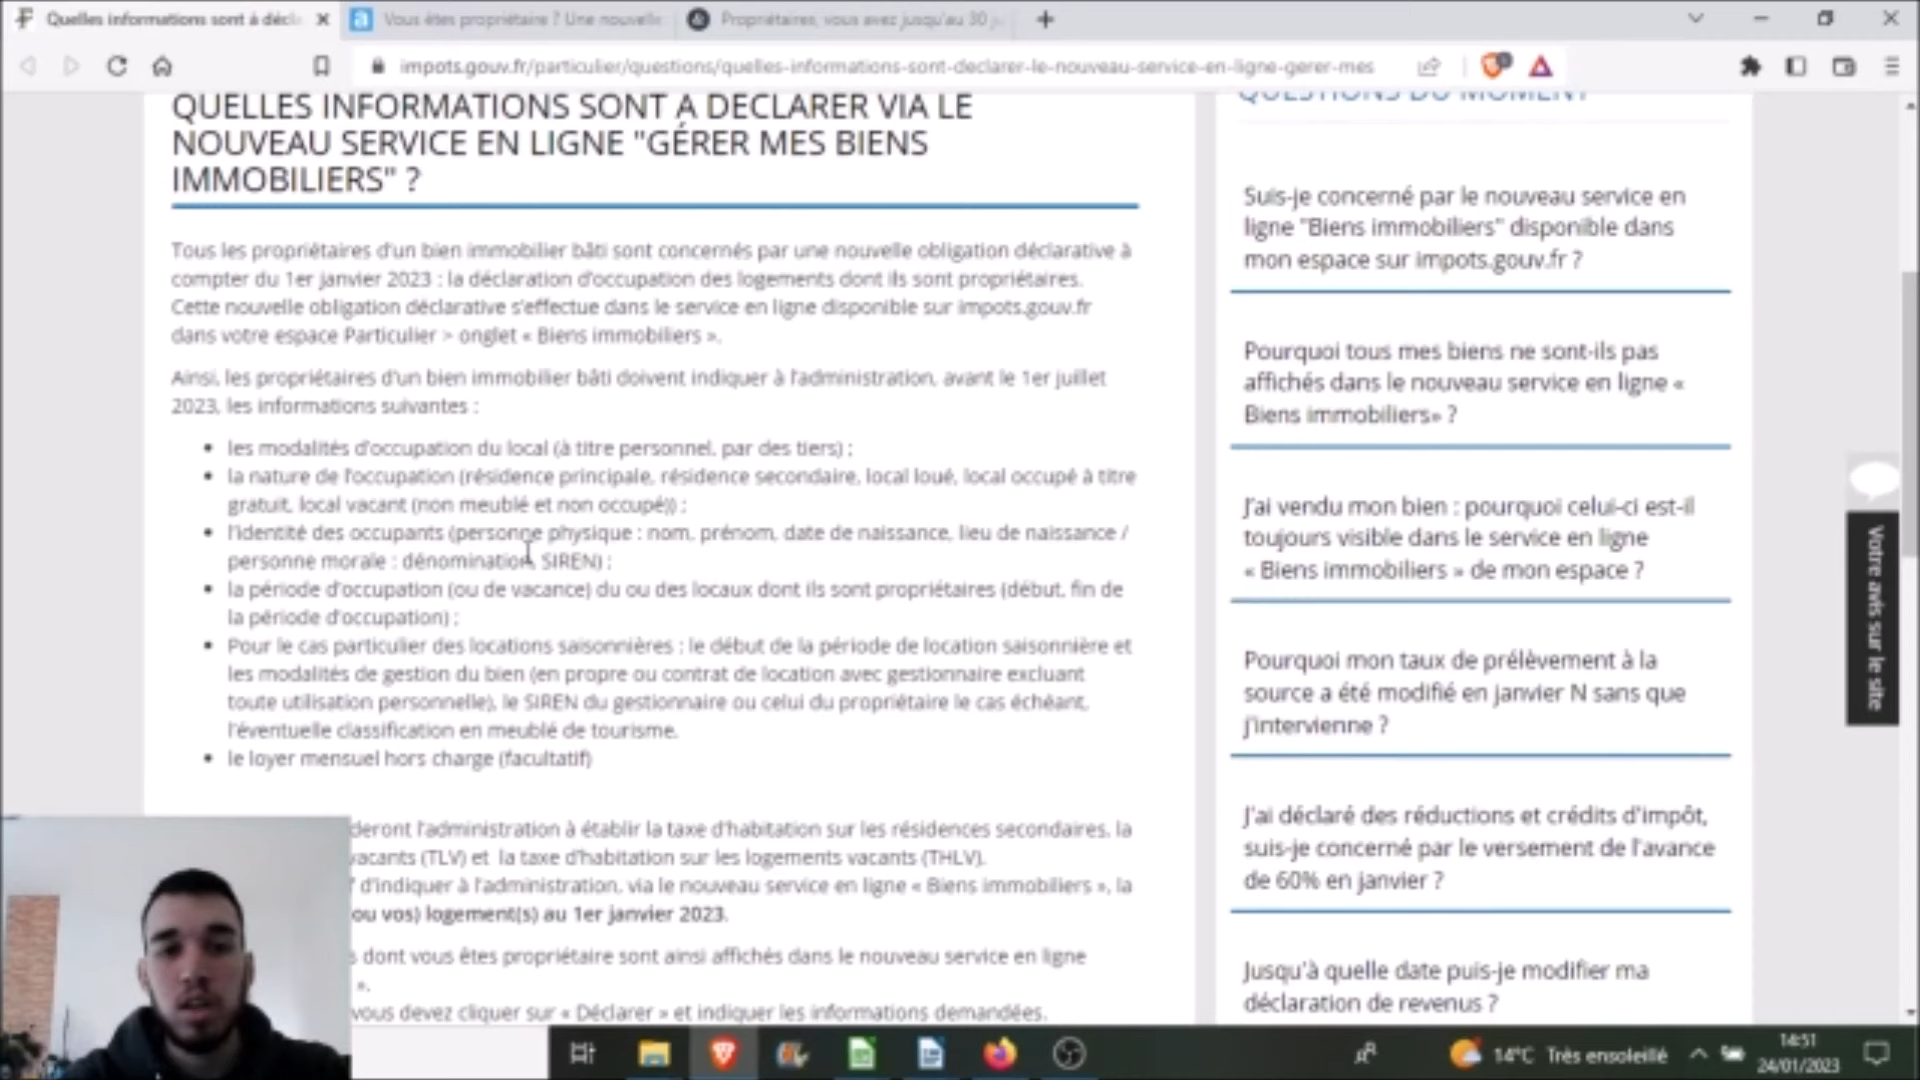 Quelles informations sont à décl
Vous êtes propriétaire ? Une nouvelle
Propriétaires, vous avez jusqu'au 30 j
impots.gouv.fr/particulier/questions/quelles-informations-sont-declarer-le-nouveau-service-en-ligne-gerer-mes
QUELLES INFORMATIONS SONT A DECLARER VIA LE
NOUVEAU SERVICE EN LIGNE "GÉRER MES BIENS
IMMOBILIERS" ?
Tous les propriétaires d'un bien immobilier bâti sont concernés par une nouvelle obligation déclarative à
compter du 1er janvier 2023 : la déclaration d'occupation des logements dont ils sont propriétaires.
Cette nouvelle obligation déclarative s'effectue dans le service en ligne disponible sur impots.gouv.fr
dans votre espace Particulier > onglet « Biens immobiliers ».
Ainsi, les propriétaires d'un bien immobilier bâti doivent indiquer à l'administration, avant le 1er juillet
2023, les informations suivantes :
• les modalités d'occupation du local (à titre personnel, par des tiers) ;
• la nature de l'occupation (résidence principale, résidence secondaire, local loué, local occupé à titre
gratuit, local vacant (non meublé et non occupé)) ;
• l'identité des occupants (personne physique : nom, prénom, date de naissance, lieu de naissance /
personne morale : dénomination, SIREN) ;
• la période d'occupation (ou de vacance) du ou des locaux dont ils sont propriétaires (début, fin de
la période d'occupation) ;
• Pour le cas particulier des locations saisonnières : le début de la période de location saisonnière et
les modalités de gestion du bien (en propre ou contrat de location avec gestionnaire excluant
toute utilisation personnelle), le SIREN du gestionnaire ou celui du propriétaire le cas échéant,
l'éventuelle classification en meublé de tourisme.
• le loyer mensuel hors charge (facultatif)
deront l'administration à établir la taxe d'habitation sur les résidences secondaires, la
vacants (TLV) et la taxe d'habitation sur les logements vacants (THLV).
d'indiquer à l'administration, via le nouveau service en ligne « Biens immobiliers », la
ou vos) logement(s) au 1er janvier 2023.
s dont vous êtes propriétaire sont ainsi affichés dans le nouveau service en ligne
».
vous devez cliquer sur « Déclarer » et indiquer les informations demandées.
QUESTIONS DU MOMENT
Suis-je concerné par le nouveau service en
ligne "Biens immobiliers" disponible dans
mon espace sur impots.gouv.fr ?
Pourquoi tous mes biens ne sont-ils pas
affichés dans le nouveau service en ligne «
Biens immobiliers» ?
J'ai vendu mon bien : pourquoi celui-ci est-il
toujours visible dans le service en ligne
« Biens immobiliers » de mon espace ?
Pourquoi mon taux de prélèvement à la
source a été modifié en janvier N sans que
j'intervienne ?
J'ai déclaré des réductions et crédits d'impôt,
suis-je concerné par le versement de l'avance
de 60% en janvier ?
Jusqu'à quelle date puis-je modifier ma
déclaration de revenus ?
Votre avis sur le site
14°C Très ensoleillé
14:51
24/01/2023